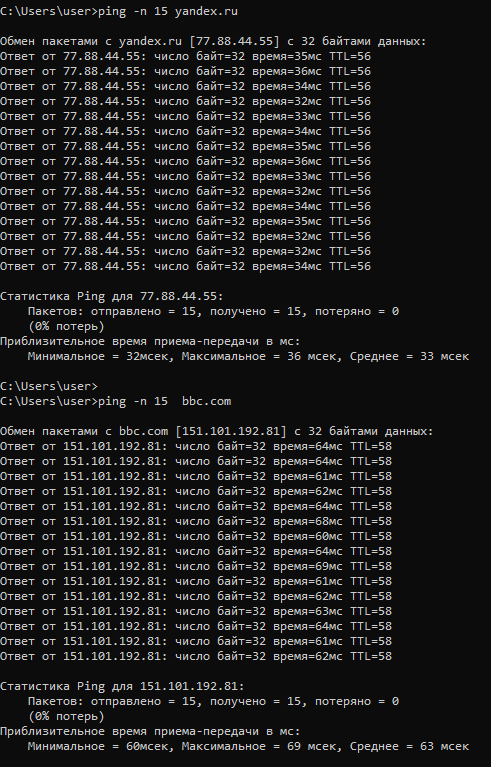 C:\Users\user>ping -n 15 yandex.ru
Обмен пакетами с yandex.ru [77.88.44.55] с 32 байтами данных:
Ответ от 77.88.44.55: число байт=32 время=35мс TTL=56
Ответ от 77.88.44.55: число байт=32 время=36мс TTL=56
Ответ от 77.88.44.55: число байт=32 время=34мс TTL=56
Ответ от 77.88.44.55: число байт=32 время=32мс TTL=56
Ответ от 77.88.44.55: число байт=32 время=33мс TTL=56
Ответ от 77.88.44.55: число байт=32 время=34мс TTL=56
Ответ от 77.88.44.55: число байт=32 время=35мс TTL=56
Ответ от 77.88.44.55: число байт=32 время=36мс TTL=56
Ответ от 77.88.44.55: число байт=32 время=33мс TTL=56
Ответ от 77.88.44.55: число байт=32 время=32мс TTL=56
Ответ от 77.88.44.55: число байт=32 время=34мс TTL=56
Ответ от 77.88.44.55: число байт=32 время=35мс TTL=56
Ответ от 77.88.44.55: число байт=32 время=32мс TTL=56
Ответ от 77.88.44.55: число байт=32 время=32мс TTL=56
Ответ от 77.88.44.55: число байт=32 время=34мс TTL=56
Статистика Ping для 77.88.44.55:
    Пакетов: отправлено = 15, получено = 15, потеряно = 0
    (0% потерь)
Приблизительное время приема-передачи в мс:
    Минимальное = 32мсек, Максимальное = 36 мсек, Среднее = 33 мсек
C:\Users\user>
C:\Users\user>ping -n 15  bbc.com
Обмен пакетами с bbc.com [151.101.192.81] с 32 байтами данных:
Ответ от 151.101.192.81: число байт=32 время=64мс TTL=58
Ответ от 151.101.192.81: число байт=32 время=64мс TTL=58
Ответ от 151.101.192.81: число байт=32 время=61мс TTL=58
Ответ от 151.101.192.81: число байт=32 время=62мс TTL=58
Ответ от 151.101.192.81: число байт=32 время=64мс TTL=58
Ответ от 151.101.192.81: число байт=32 время=68мс TTL=58
Ответ от 151.101.192.81: число байт=32 время=60мс TTL=58
Ответ от 151.101.192.81: число байт=32 время=64мс TTL=58
Ответ от 151.101.192.81: число байт=32 время=69мс TTL=58
Ответ от 151.101.192.81: число байт=32 время=61мс TTL=58
Ответ от 151.101.192.81: число байт=32 время=62мс TTL=58
Ответ от 151.101.192.81: число байт=32 время=63мс TTL=58
Ответ от 151.101.192.81: число байт=32 время=64мс TTL=58
Ответ от 151.101.192.81: число байт=32 время=61мс TTL=58
Ответ от 151.101.192.81: число байт=32 время=62мс TTL=58
Статистика Ping для 151.101.192.81:
    Пакетов: отправлено = 15, получено = 15, потеряно = 0
    (0% потерь)
Приблизительное время приема-передачи в мс:
    Минимальное = 60мсек, Максимальное = 69 мсек, Среднее = 63 мсек